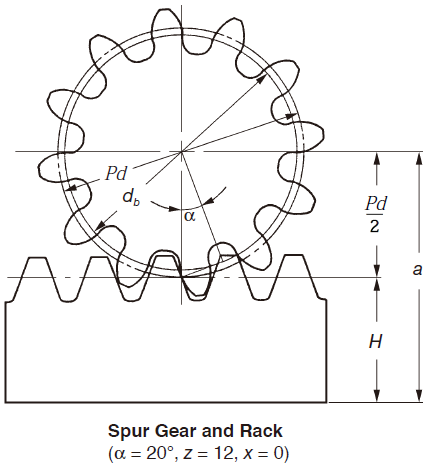 Pd
d_b
α
Pd
2
a
H
Spur Gear and Rack
(α = 20°, z = 12, x = 0)